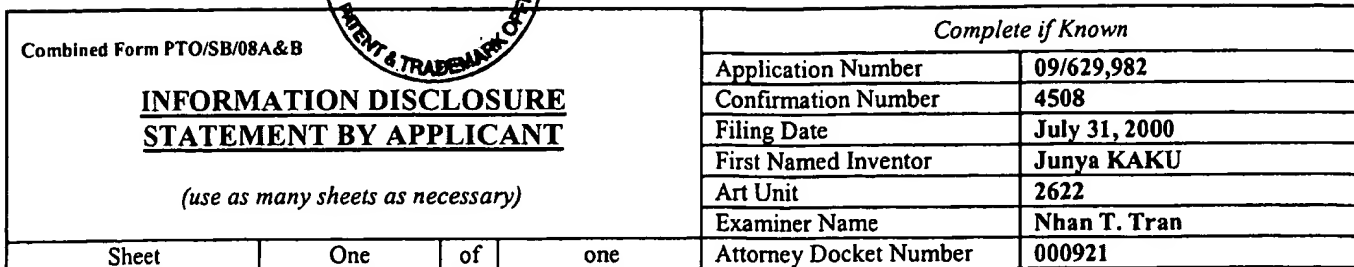 PATENT & TRADEMARK
Combined Form PTO/SB/08A&B
INFORMATION DISCLOSURE
STATEMENT BY APPLICANT
(use as many sheets as necessary)
Sheet One of one
Complete if Known
Application Number 09/629,982
Confirmation Number 4508
Filing Date July 31, 2000
First Named Inventor Junya KAKU
Art Unit 2622
Examiner Name Nhan T. Tran
Attorney Docket Number 000921